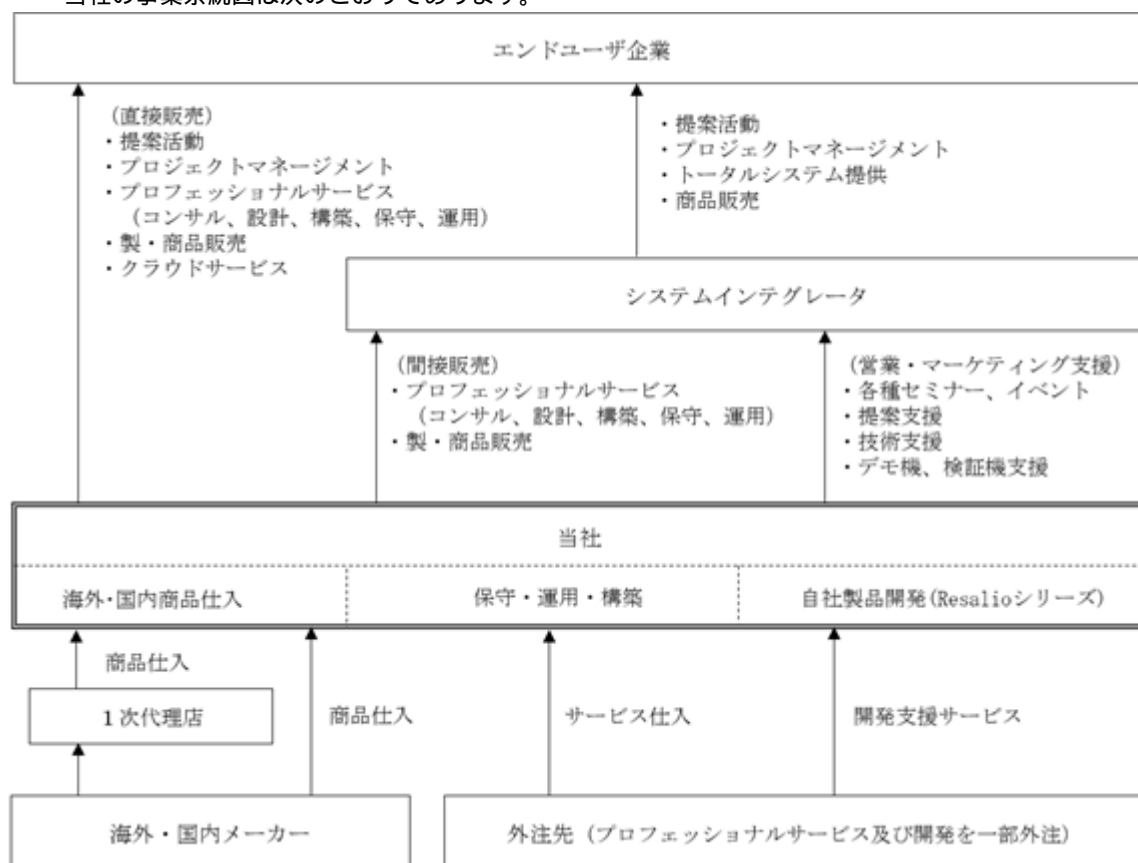 当社の事業系統図は次のとおりであります。
エンドユーザ企業
(直接販売)
・提案活動
・プロジェクトマネージメント
・プロフェッショナルサービス
(コンサル、設計、構築、保守、運用)
・製・商品販売
・クラウドサービス
・提案活動
・プロジェクトマネージメント
・トータルシステム提供
・商品販売
システムインテグレータ
(間接販売)
・プロフェッショナルサービス
(コンサル、設計、構築、保守、運用)
・製・商品販売
(営業・マーケティング支援)
・各種セミナー、イベント
・提案支援
・技術支援
・デモ機、検証機支援
当社
海外・国内商品仕入
保守・運用・構築
自社製品開発(Resalioシリーズ)
商品仕入
1次代理店
商品仕入
サービス仕入
開発支援サービス
海外・国内メーカー
外注先(プロフェッショナルサービス及び開発を一部外注)